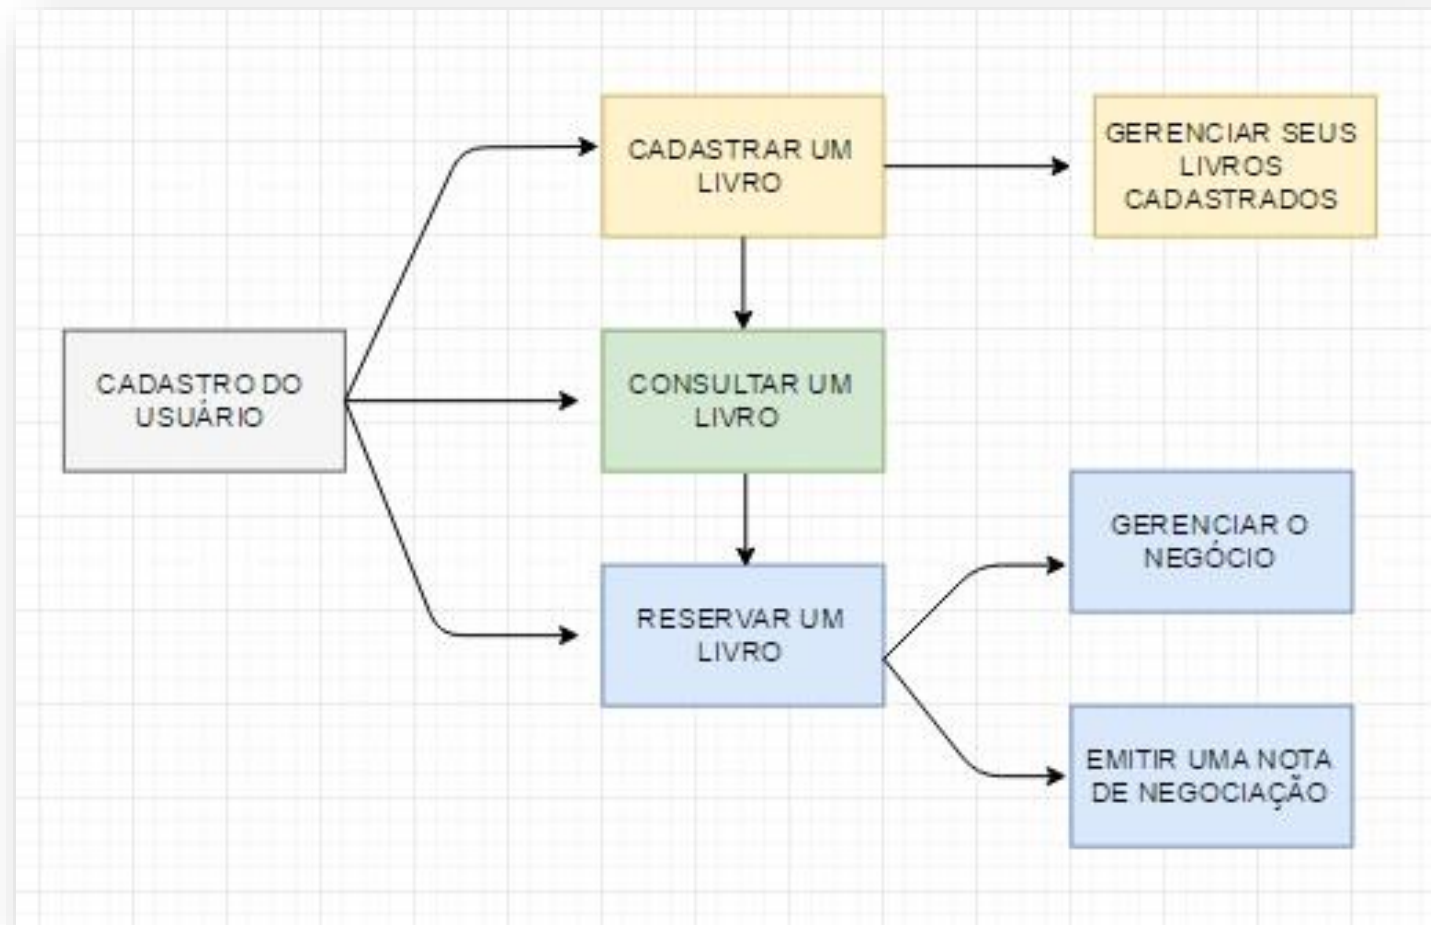 CADASTRAR UM
LIVRO
GERENCIAR SEUS
LIVROS
CADASTRADOS
CADASTRO DO
USUÁRIO
CONSULTAR UM
LIVRO
RESERVAR UM
LIVRO
GERENCIAR O
NEGÓCIO
EMITIR UMA NOTA
DE NEGOCIAÇÃO